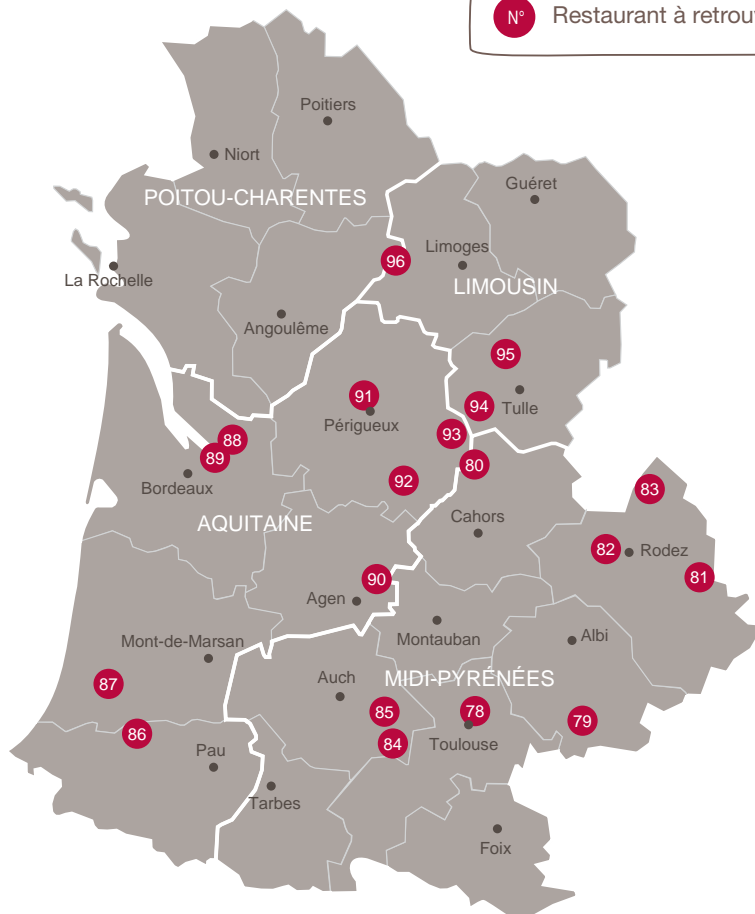 N° Restaurant à retrou
Poitiers
Niort
Guéret
POITOU-CHARENTES
Limoges
96
La Rochelle
LIMOUSIN
Angoulême
95
91
94
Tulle
Périgueux
93
88
89
80
Bordeaux
92
83
Cahors
AQUITAINE
82
Rodez
81
90
Agen
Montauban
Albi
Mont-de-Marsan
Auch
MIDI-PYRÉNÉES
87
85
78
79
86
84
Toulouse
Pau
Tarbes
Foix